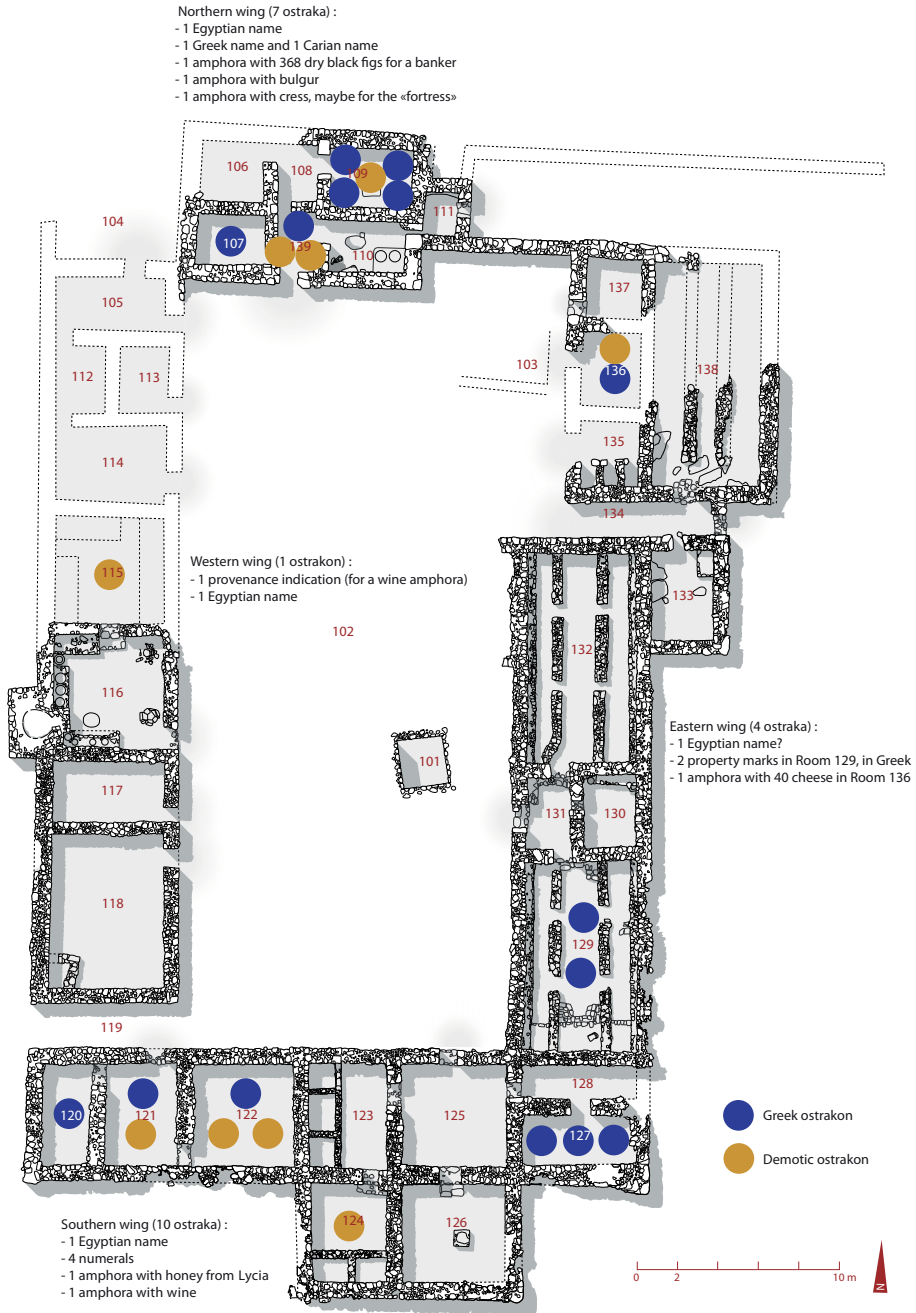 Northern wing (7 ostraka) :
- 1 Egyptian name
- 1 Greek name and 1 Carian name
- 1 amphora with 368 dry black figs for a banker
- 1 amphora with bulgur
- 1 amphora with cress, maybe for the «fortress»
106
108
109
104
107
139
110
111
105
137
112
113
103
136
138
114
135
134
115
Western wing (1 ostrakon) :
- 1 provenance indication (for a wine amphora)
- 1 Egyptian name
102
133
132
116
101
Eastern wing (4 ostraka) :
- 1 Egyptian name?
- 2 property marks in Room 129, in Greek
- 1 amphora with 40 cheese in Room 136
117
131
130
118
129
119
128
120
121
122
123
125
127
Greek ostrakon
Demotic ostrakon
124
126
Southern wing (10 ostraka) :
- 1 Egyptian name
- 4 numerals
- 1 amphora with honey from Lycia
- 1 amphora with wine
0 2 10 m
N